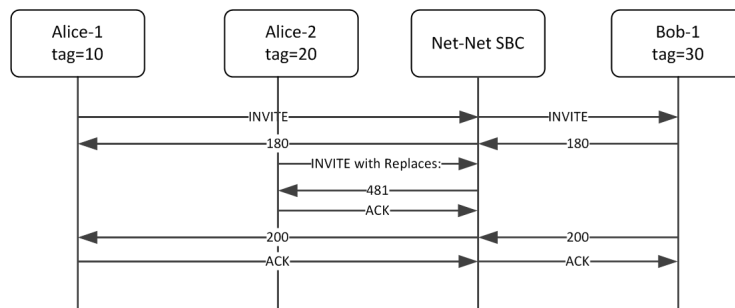 Alice-1
tag=10
Alice-2
tag=20
Net-Net SBC
Bob-1
tag=30
INVITE
INVITE
180
180
INVITE with Replaces:
481
ACK
200
200
ACK
ACK